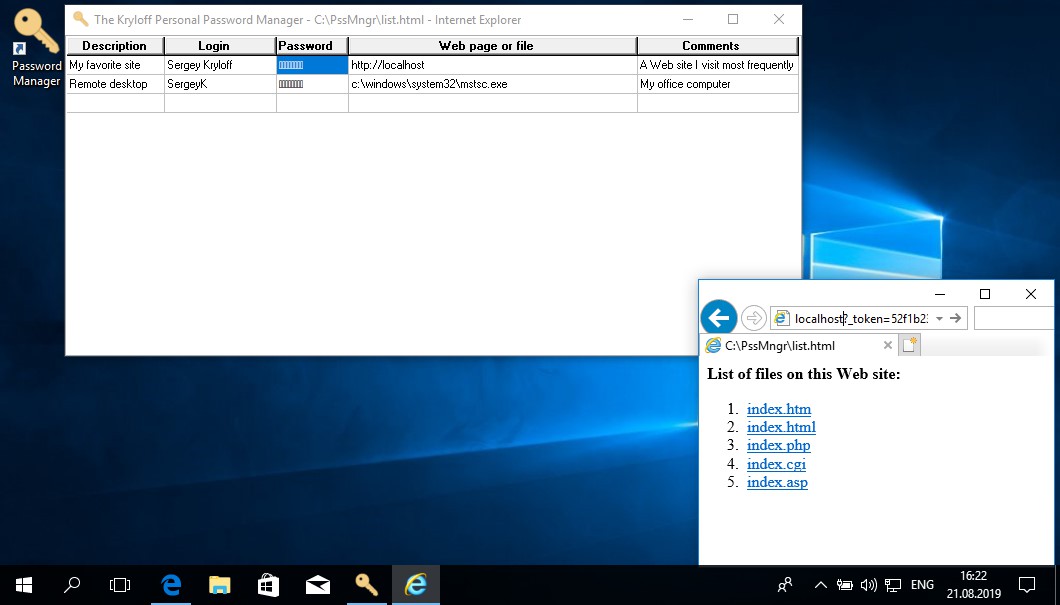 Password
Manager
The Kryloff Personal Password Manager - C:\PssMngr\list.html - Internet Explorer
Description Login Password Web page or file Comments
My favorite site Sergey Kryloff http://localhost A Web site I visit most frequently
Remote desktop SergeyK c:\windows\system32\mstsc.exe My office computer
localhost?_token=52f1b2
C:\PssMngr\list.html
List of files on this Web site:
1. index.htm
2. index.html
3. index.php
4. index.cgi
5. index.asp
ENG
16:22
21.08.2019